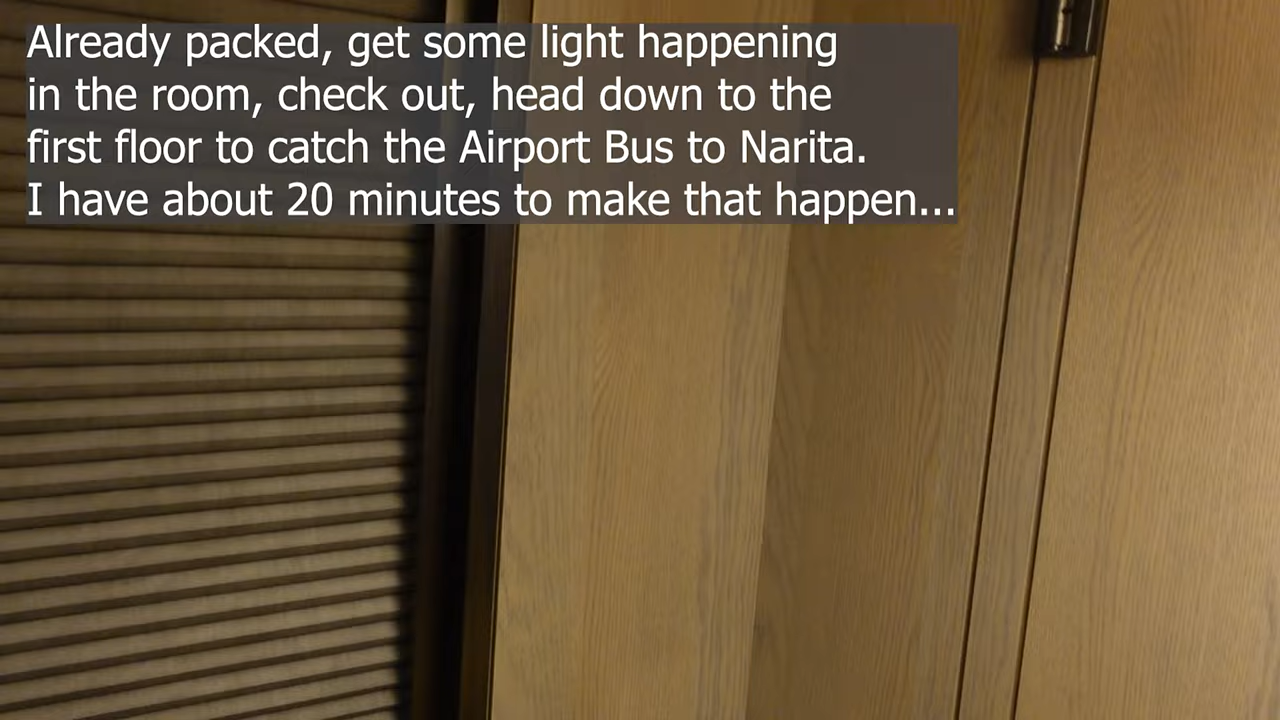 Already packed, get some light happening
in the room, check out, head down to the
first floor to catch the Airport Bus to Narita.
I have about 20 minutes to make that happen...